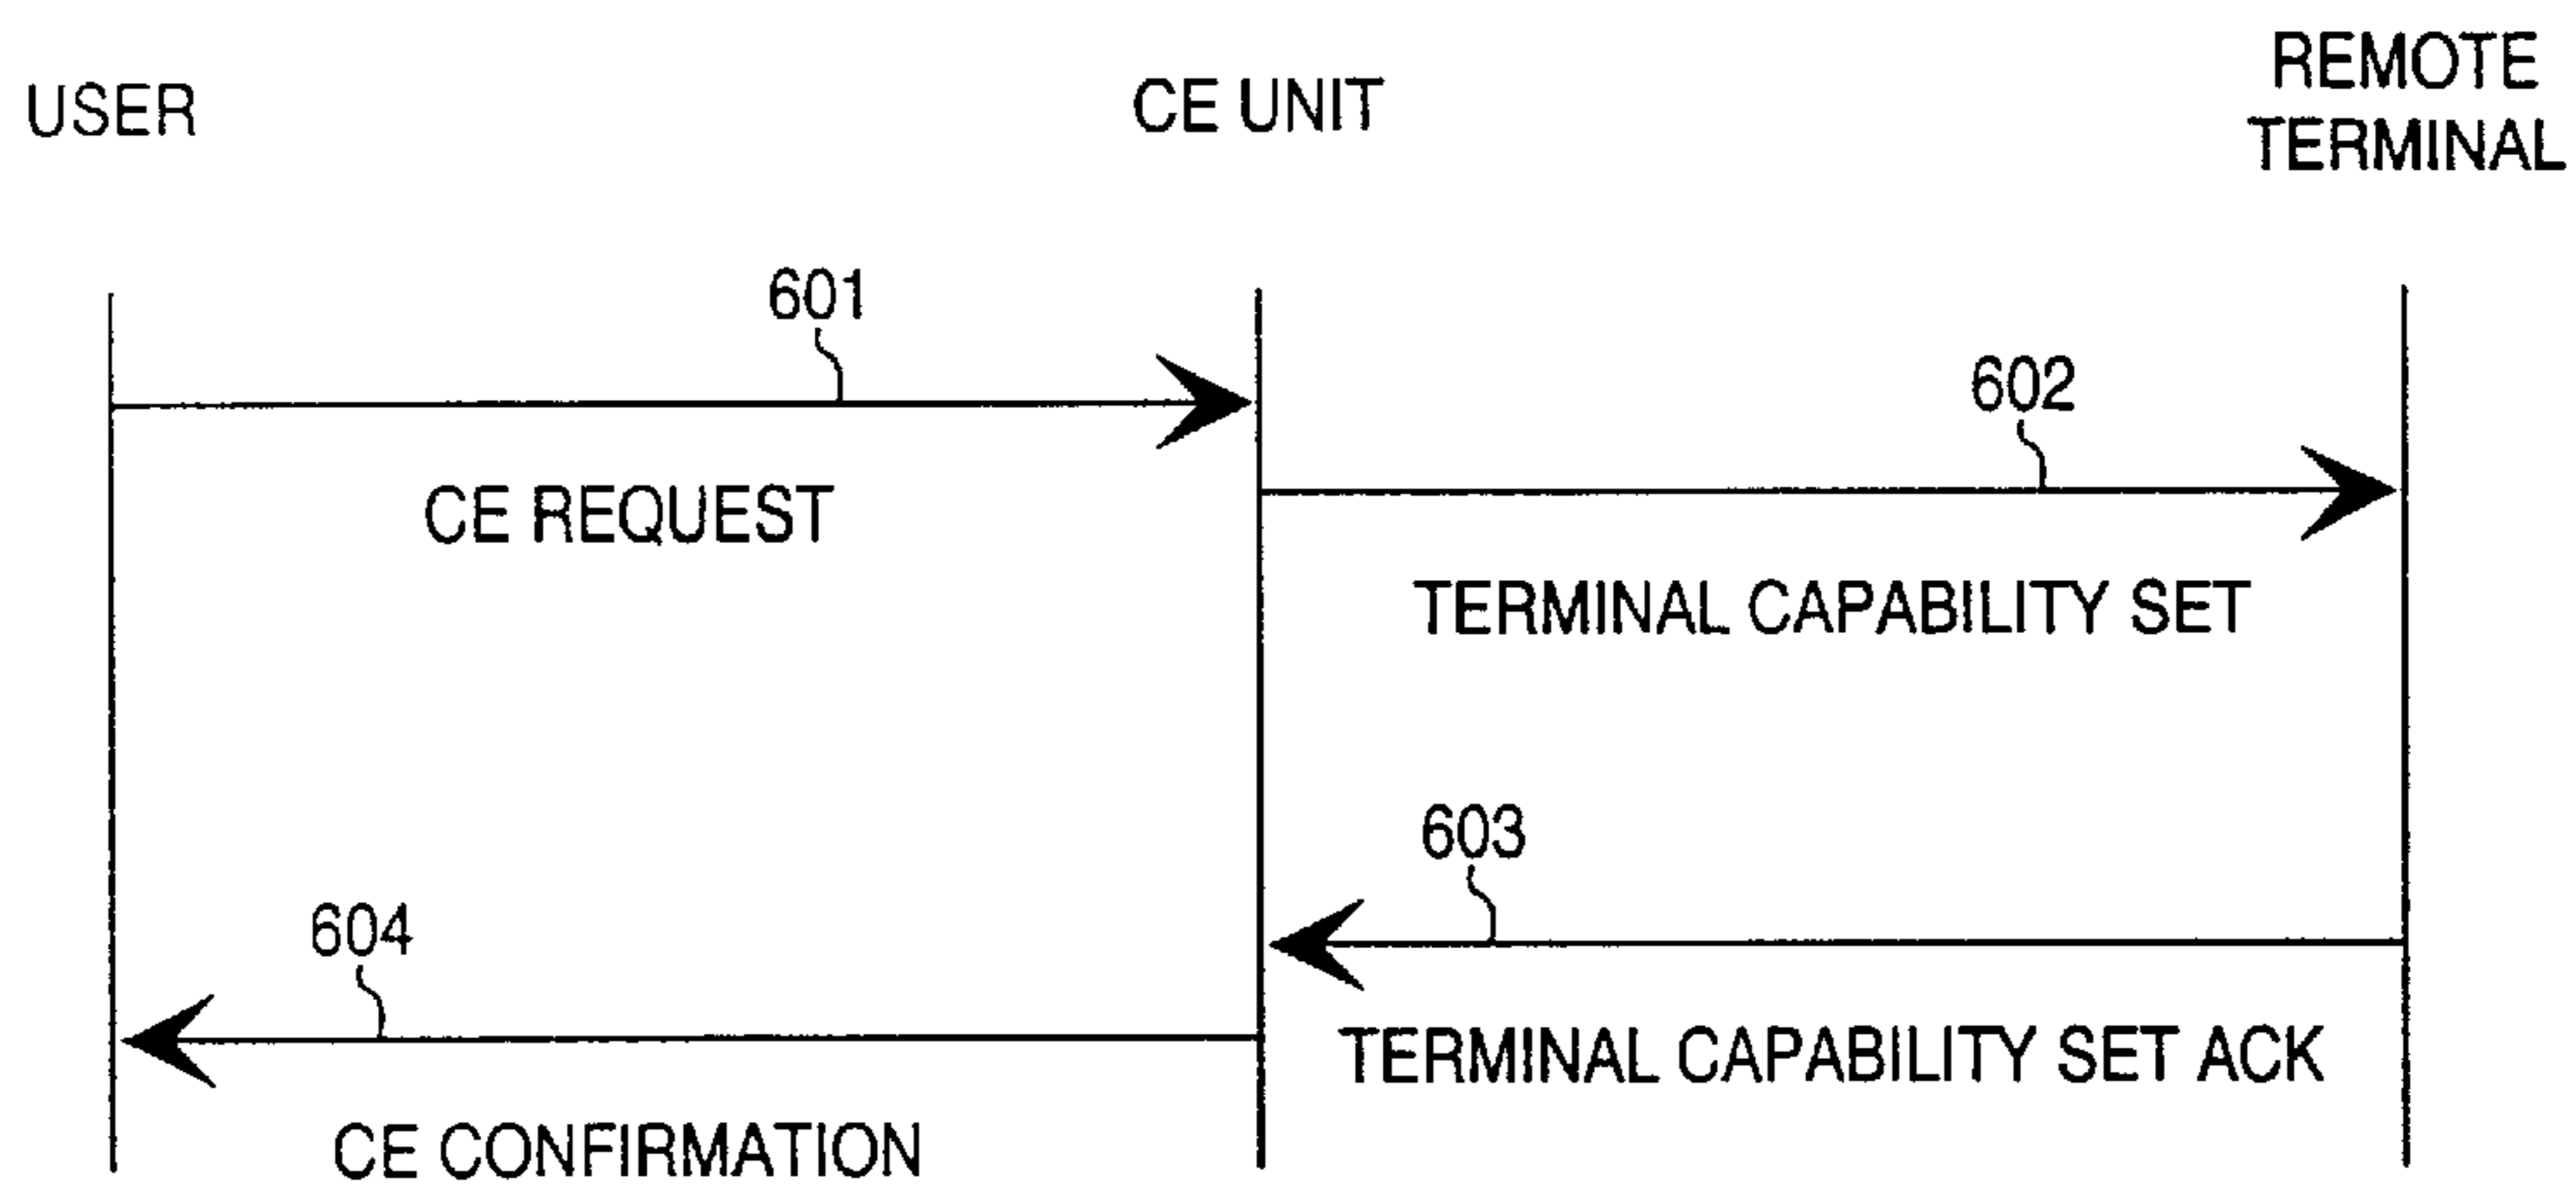 USER
CE UNIT
REMOTE
TERMINAL
601
602
CE REQUEST
TERMINAL CAPABILITY SET
603
604
TERMINAL CAPABILITY SET ACK
CE CONFIRMATION